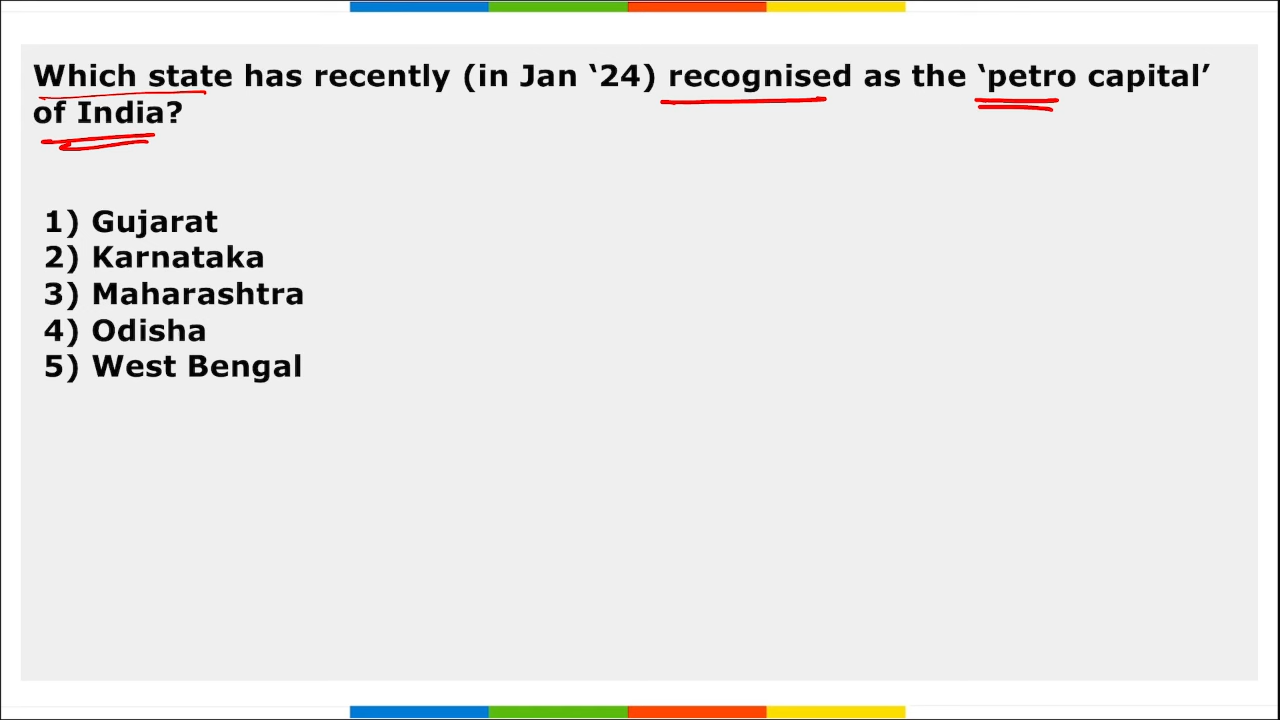 Which state has recently (in Jan ‘24) recognised as the ‘petro capital’
of India?
1) Gujarat
2) Karnataka
3) Maharashtra
4) Odisha
5) West Bengal